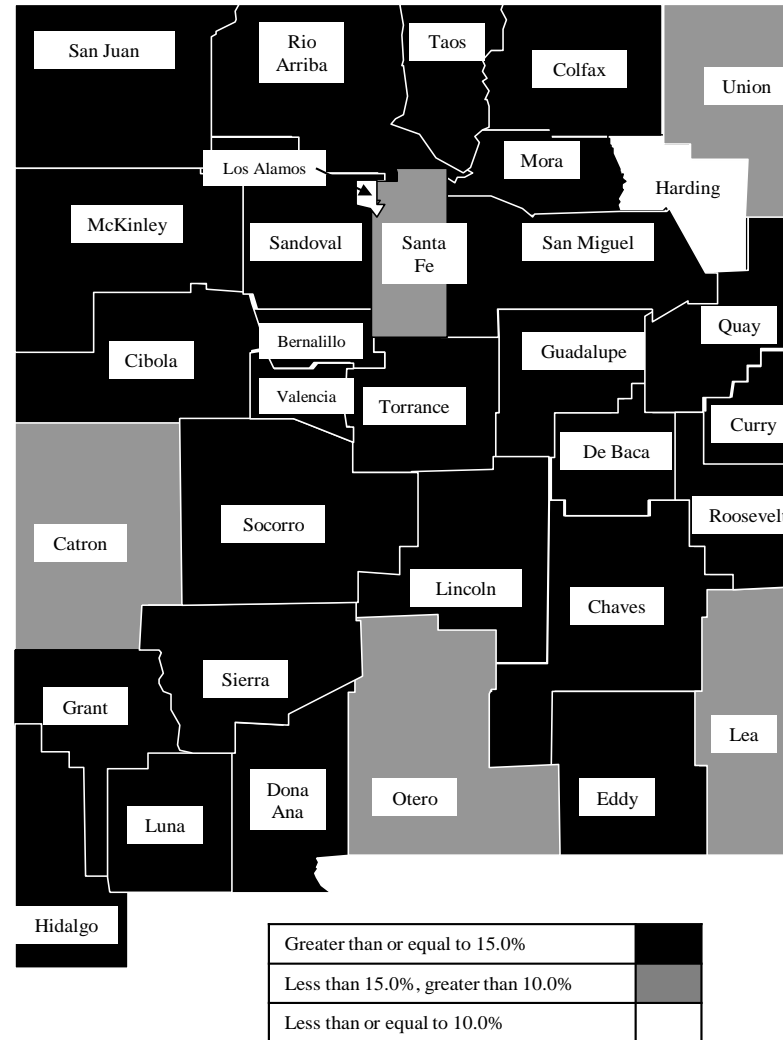 San Juan
Rio
Arriba
Taos
Colfax
Union
Los Alamos
Mora
Harding
McKinley
Sandoval
Santa
Fe
San Miguel
Quay
Bernalillo
Guadalupe
Cibola
Valencia
Torrance
Curry
De Baca
Roosevelt
Catron
Socorro
Lincoln
Chaves
Sierra
Grant
Lea
Dona
Ana
Otero
Eddy
Luna
Hidalgo
Greater than or equal to 15.0%
Less than 15.0%, greater than 10.0%
Less than or equal to 10.0%